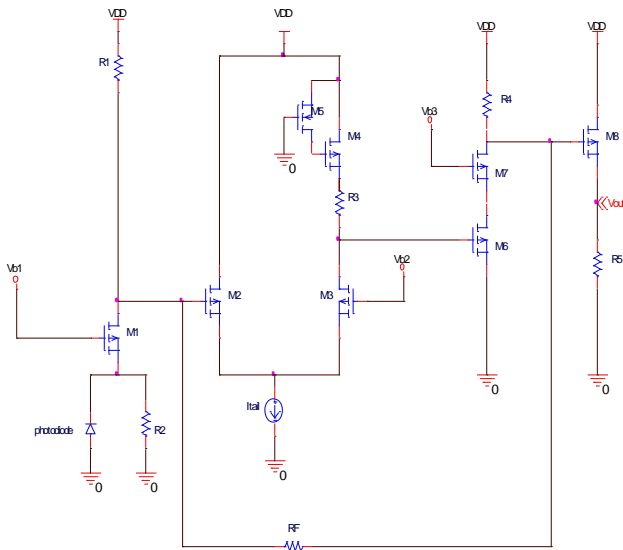 VDD
VDD
VDD
VDD
R1
M5
M4
Vb3
R4
M8
0
M7
R3
Vout
Vb1
Vb2
M6
M1
M2
M3
R5
Itail
photodiode
R2
0
0
0
0
0
RF